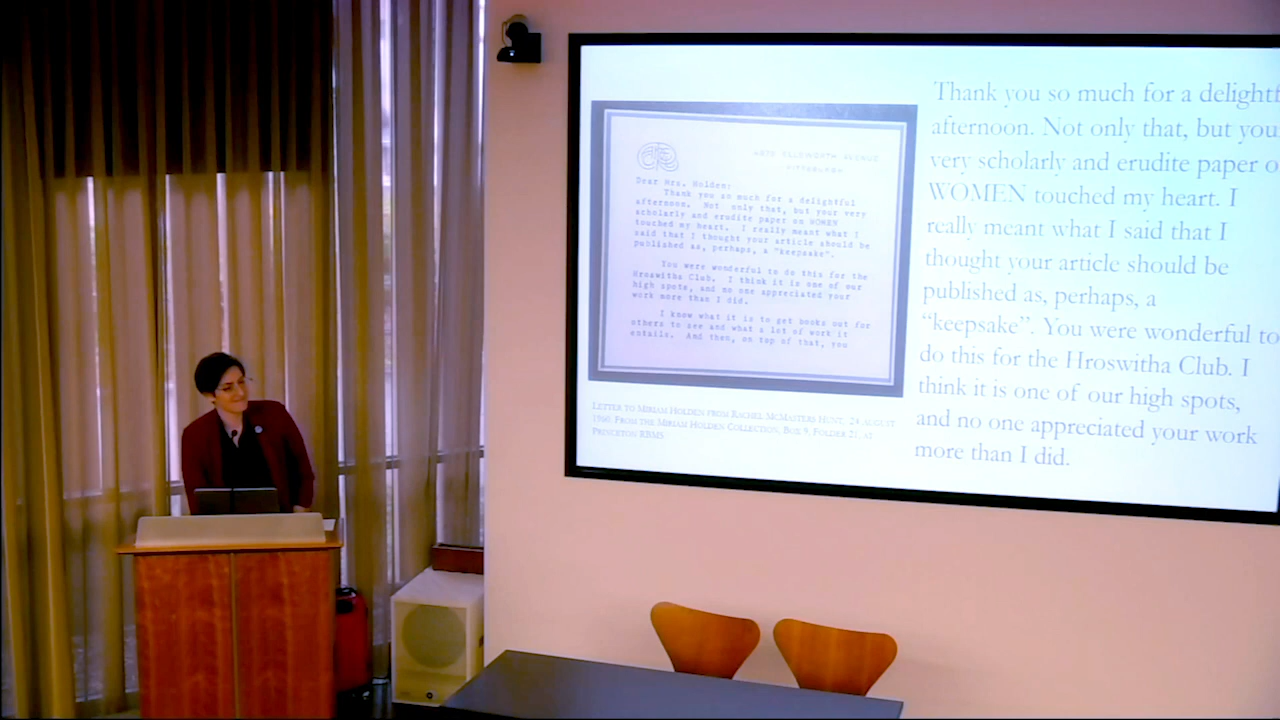 4875 ELLSWORTH AVENUE
PITTSBURGH
Dear Mrs. Holden:
Thank you so much for a delightful
afternoon. Not only that, but your very
scholarly and erudite paper on WOMEN
touched my heart. I really meant what I
said that I thought your article should be
published as, perhaps, a "keepsake".
You were wonderful to do this for the
Hroswitha Club. I think it is one of our
high spots, and no one appreciated your
work more than I did.
I know what it is to get books out for
others to see and what a lot of work it
entails. And then, on top of that, you
LETTER TO MIRIAM HOLDEN FROM RACHEL MCMASTERS HUNT, 24 AUGUST
1960. FROM THE MIRIAM HOLDEN COLLECTION, BOX 9, FOLDER 21, AT
PRINCETON RBMS
Thank you so much for a delightf
afternoon. Not only that, but you
very scholarly and erudite paper o
WOMEN touched my heart. I
really meant what I said that I
thought your article should be
published as, perhaps, a
“keepsake”. You were wonderful to
do this for the Hroswitha Club. I
think it is one of our high spots,
and no one appreciated your work
more than I did.